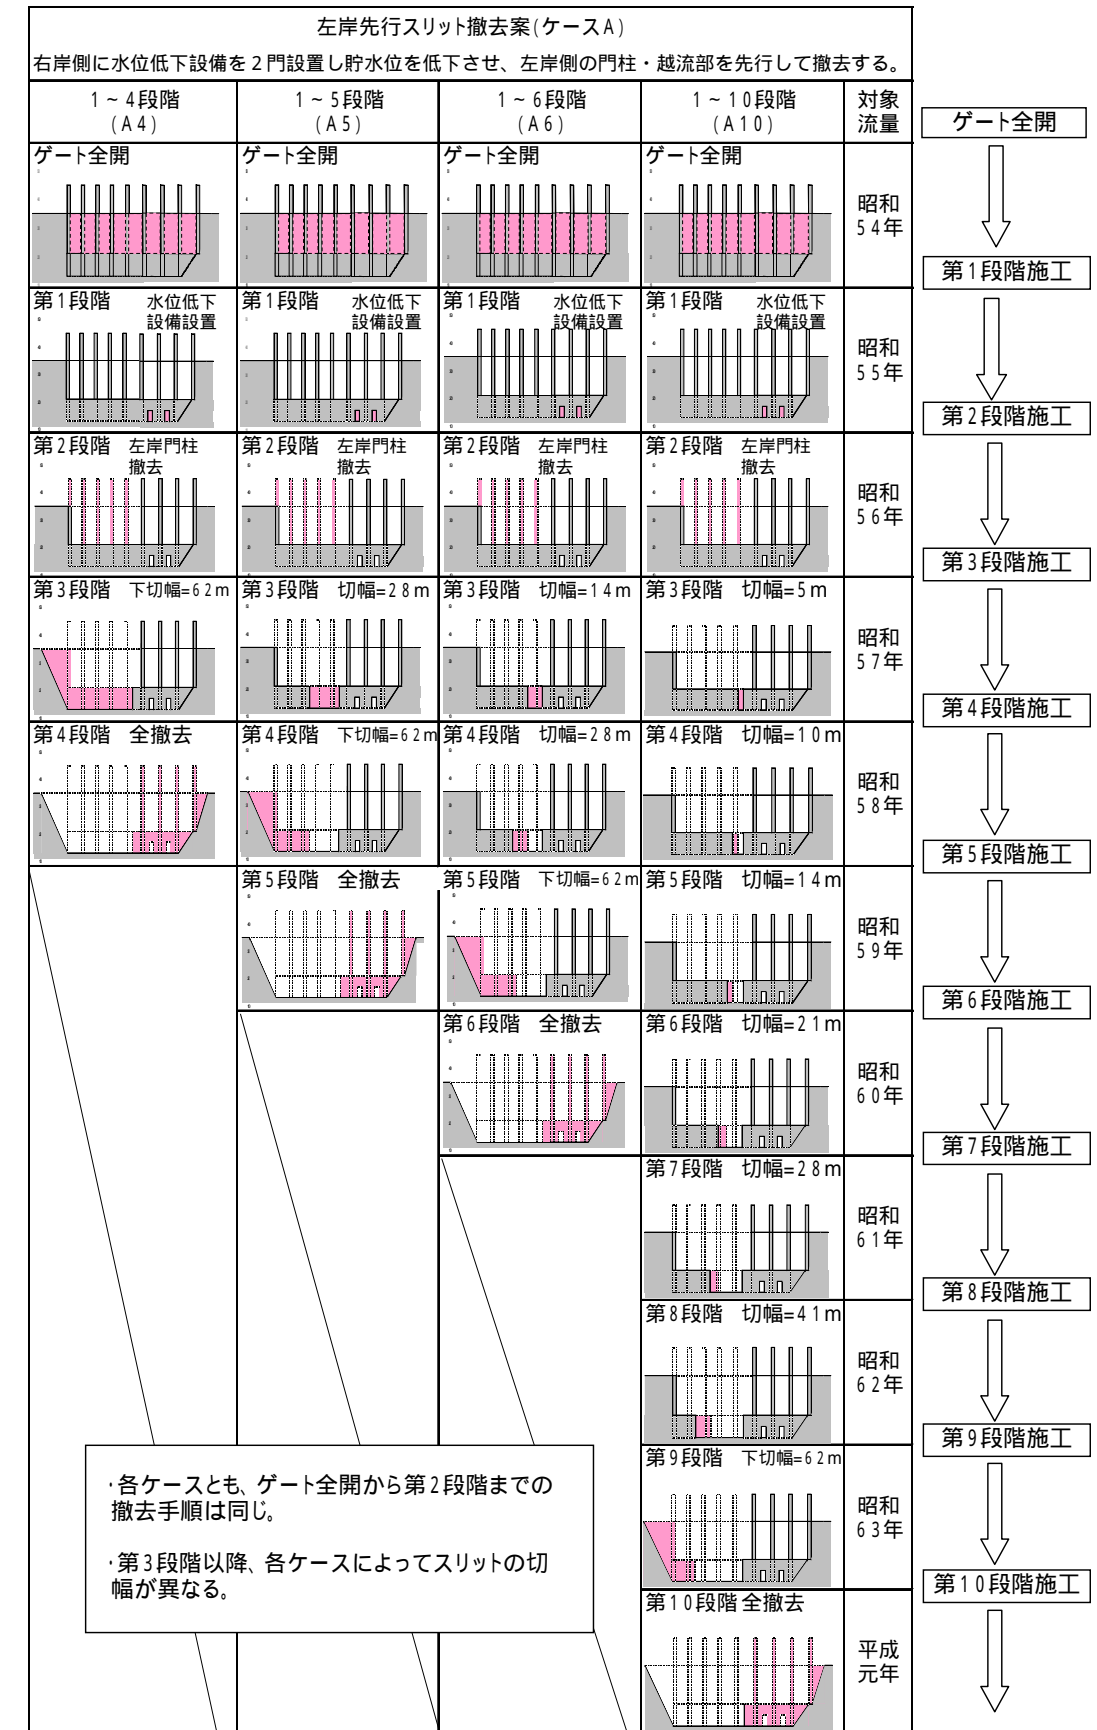 左岸先行スリット撤去案(ケースA)
右岸側に水位低下設備を2門設置し貯水位を低下させ、左岸側の門柱・越流部を先行して撤去する。
1~4段階
(A4)
1~5段階
(A5)
1~6段階
(A6)
1~10段階
(A10)
対象
流量
ゲート全開
ゲート全開
ゲート全開
ゲート全開
昭和
54年
第1段階 水位低下
設備設置
第1段階 水位低下
設備設置
第1段階 水位低下
設備設置
第1段階 水位低下
設備設置
昭和
55年
第2段階 左岸門柱
撤去
第2段階 左岸門柱
撤去
第2段階 左岸門柱
撤去
第2段階 左岸門柱
撤去
昭和
56年
第3段階 下切幅=62m
第3段階 切幅=28m
第3段階 切幅=14m
第3段階 切幅=5m
昭和
57年
第4段階 全撤去
第4段階 下切幅=62m
第4段階 切幅=28m
第4段階 切幅=10m
昭和
58年
第5段階 全撤去
第5段階 下切幅=62m
第5段階 切幅=14m
昭和
59年
第6段階 全撤去
第6段階 切幅=21m
昭和
60年
第7段階 切幅=28m
昭和
61年
第8段階 切幅=41m
昭和
62年
第9段階 下切幅=62m
昭和
63年
第10段階 全撤去
平成
元年
・各ケースとも、ゲート全開から第2段階までの
撤去手順は同じ。
・第3段階以降、各ケースによってスリットの切
幅が異なる。
ゲート全開
第1段階施工
第2段階施工
第3段階施工
第4段階施工
第5段階施工
第6段階施工
第7段階施工
第8段階施工
第9段階施工
第10段階施工